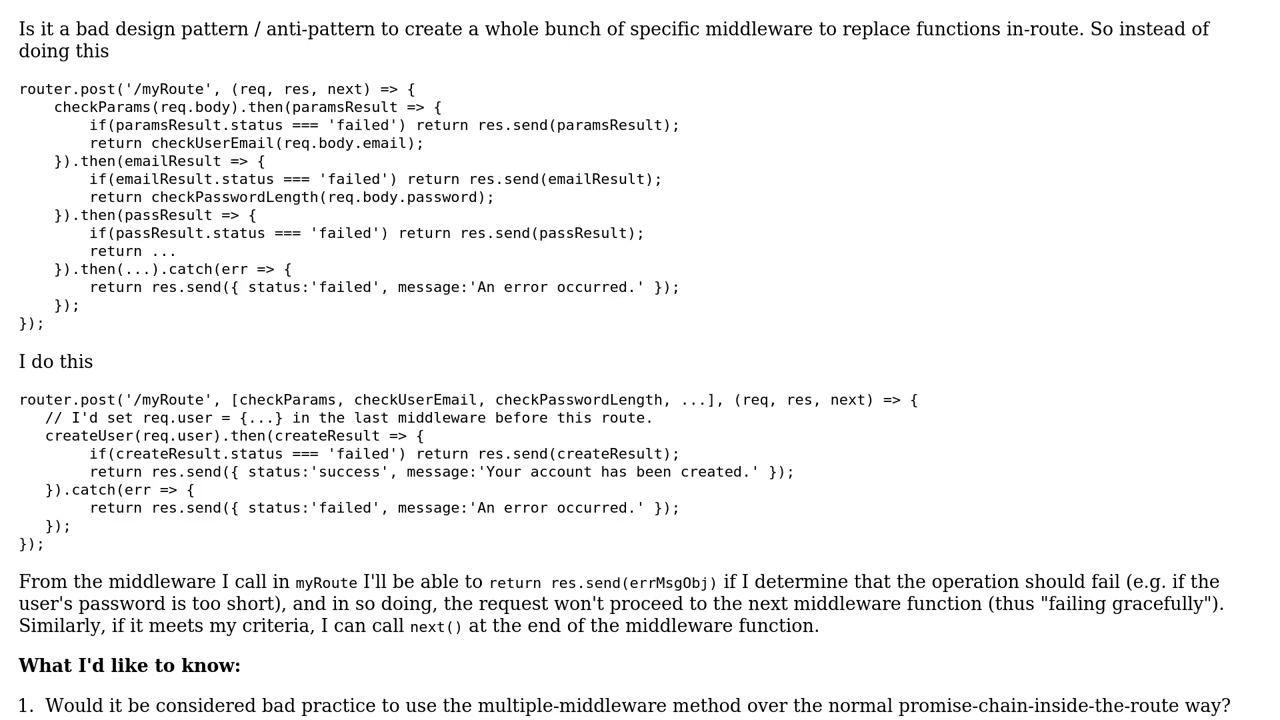 Is it a bad design pattern / anti-pattern to create a whole bunch of specific middleware to replace functions in-route. So instead of
doing this
router.post('/myRoute', (req, res, next) => {
    checkParams(req.body).then(paramsResult => {
        if(paramsResult.status === 'failed') return res.send(paramsResult);
        return checkUserEmail(req.body.email);
    }).then(emailResult => {
        if(emailResult.status === 'failed') return res.send(emailResult);
        return checkPasswordLength(req.body.password);
    }).then(passResult => {
        if(passResult.status === 'failed') return res.send(passResult);
        return ...
    }).then(...).catch(err => {
        return res.send({ status:'failed', message:'An error occurred.' });
    });
});
I do this
router.post('/myRoute', [checkParams, checkUserEmail, checkPasswordLength, ...], (req, res, next) => {
   // I'd set req.user = {...} in the last middleware before this route.
   createUser(req.user).then(createResult => {
        if(createResult.status === 'failed') return res.send(createResult);
        return res.send({ status:'success', message:'Your account has been created.' });
   }).catch(err => {
        return res.send({ status:'failed', message:'An error occurred.' });
   });
});
From the middleware I call in myRoute I'll be able to return res.send(errMsgObj) if I determine that the operation should fail (e.g. if the
user's password is too short), and in so doing, the request won't proceed to the next middleware function (thus "failing gracefully").
Similarly, if it meets my criteria, I can call next() at the end of the middleware function.
What I'd like to know:
1. Would it be considered bad practice to use the multiple-middleware method over the normal promise-chain-inside-the-route way?